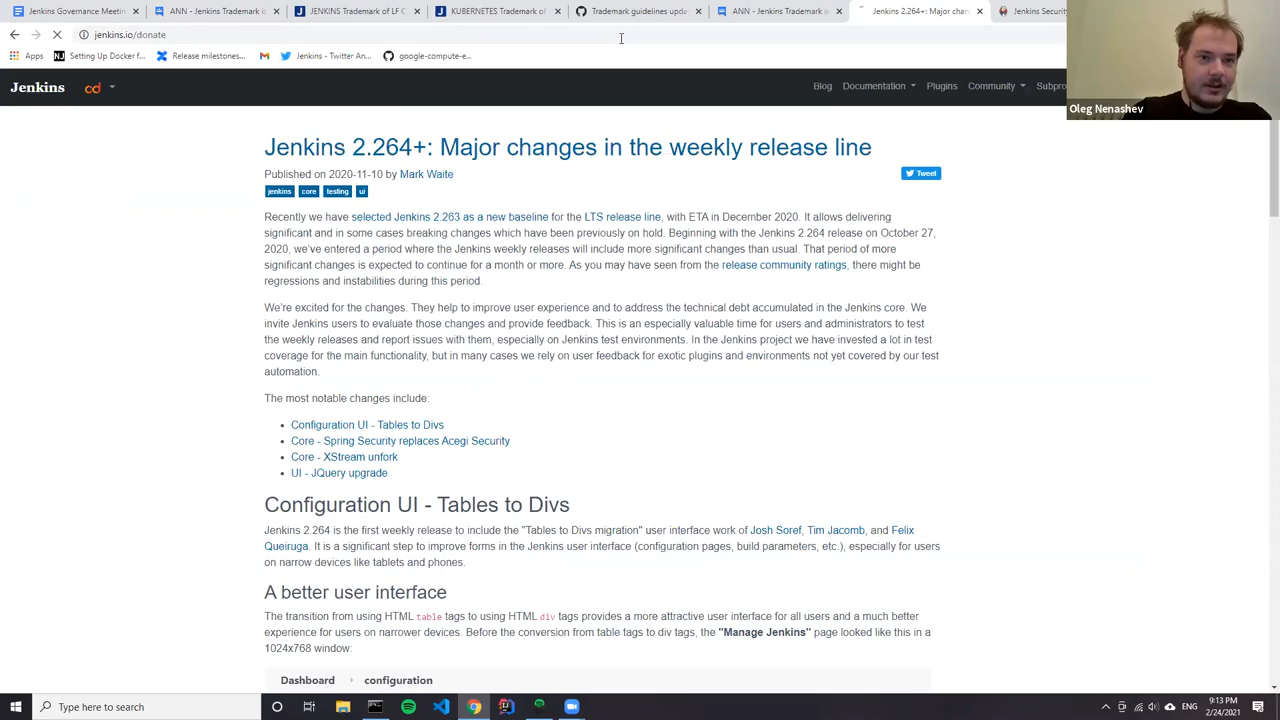 Jenkins Governance Meetin
ANN - Jenkins Trademark is
JENKINS Trademark of LF C
KUBERNETES Trademark of
Trademark guidelines upda
ANN - Jenkins Trademark is
Jenkins 2.264+: Major chan
Jenkins Securit
jenkins.io/donate
Apps
Setting Up Docker f...
Release milestones...
Jenkins - Twitter An...
google-compute-e...
Jenkins
cd
Blog
Documentation
Plugins
Community
Subpro
Oleg Nenashev
Jenkins 2.264+: Major changes in the weekly release line
Published on 2020-11-10 by Mark Waite
Tweet
jenkins core testing ui
Recently we have selected Jenkins 2.263 as a new baseline for the LTS release line, with ETA in December 2020. It allows delivering
significant and in some cases breaking changes which have been previously on hold. Beginning with the Jenkins 2.264 release on October 27,
2020, we've entered a period where the Jenkins weekly releases will include more significant changes than usual. That period of more
significant changes is expected to continue for a month or more. As you may have seen from the release community ratings, there might be
regressions and instabilities during this period.
We're excited for the changes. They help to improve user experience and to address the technical debt accumulated in the Jenkins core. We
invite Jenkins users to evaluate those changes and provide feedback. This is an especially valuable time for users and administrators to test
the weekly releases and report issues with them, especially on Jenkins test environments. In the Jenkins project we have invested a lot in test
coverage for the main functionality, but in many cases we rely on user feedback for exotic plugins and environments not yet covered by our test
automation.
The most notable changes include:
• Configuration UI - Tables to Divs
• Core - Spring Security replaces Acegi Security
• Core - XStream unfork
• UI - JQuery upgrade
Configuration UI - Tables to Divs
Jenkins 2.264 is the first weekly release to include the "Tables to Divs migration" user interface work of Josh Soref, Tim Jacomb, and Felix
Queiruga. It is a significant step to improve forms in the Jenkins user interface (configuration pages, build parameters, etc.), especially for users
on narrow devices like tablets and phones.
A better user interface
The transition from using HTML table tags to using HTML div tags provides a more attractive user interface for all users and a much better
experience for users on narrower devices. Before the conversion from table tags to div tags, the "Manage Jenkins" page looked like this in a
1024x768 window:
Dashboard
configuration
Type here to search
ENG
9:13 PM
2/24/2021